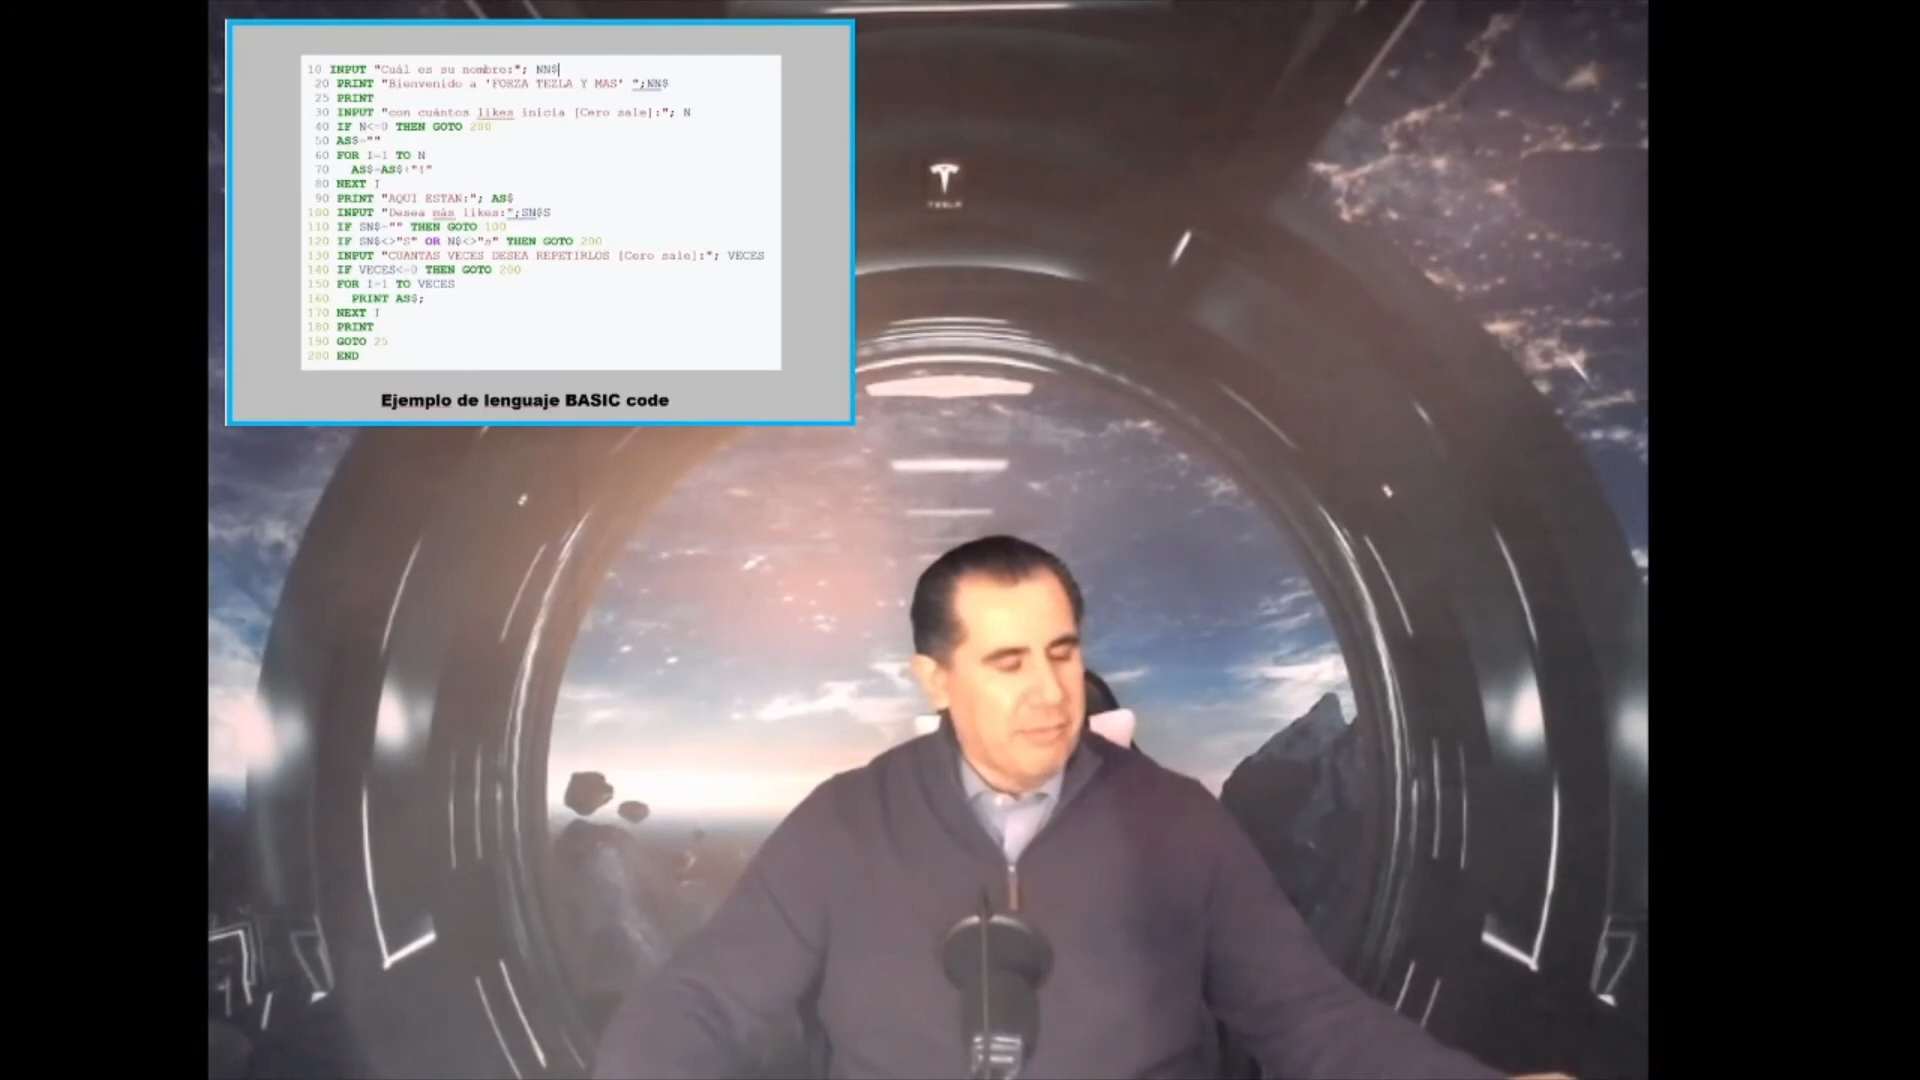 10 INPUT "Cuál es su nombre:"; NN$
20 PRINT "Bienvenido a 'FORZA TEZLA Y MAS' ";NN$
25 PRINT
30 INPUT "con cuántos likes inicia [Cero sale]:"; N
40 IF N<=0 THEN GOTO 200
50 AS$=""
60 FOR I=1 TO N
70 AS$=AS$+"!"
80 NEXT I
90 PRINT "AQUI ESTAN:"; AS$
100 INPUT "Desea más likes:";SN$S
110 IF SN$="" THEN GOTO 100
120 IF SN$<>"S" OR N$<>"s" THEN GOTO 200
130 INPUT "CUANTAS VECES DESEA REPETIRLOS [Cero sale]:"; VECES
140 IF VECES<=0 THEN GOTO 200
150 FOR I=1 TO VECES
160 PRINT AS$;
170 NEXT I
180 PRINT
190 GOTO 25
200 END
Ejemplo de lenguaje BASIC code
TESLA